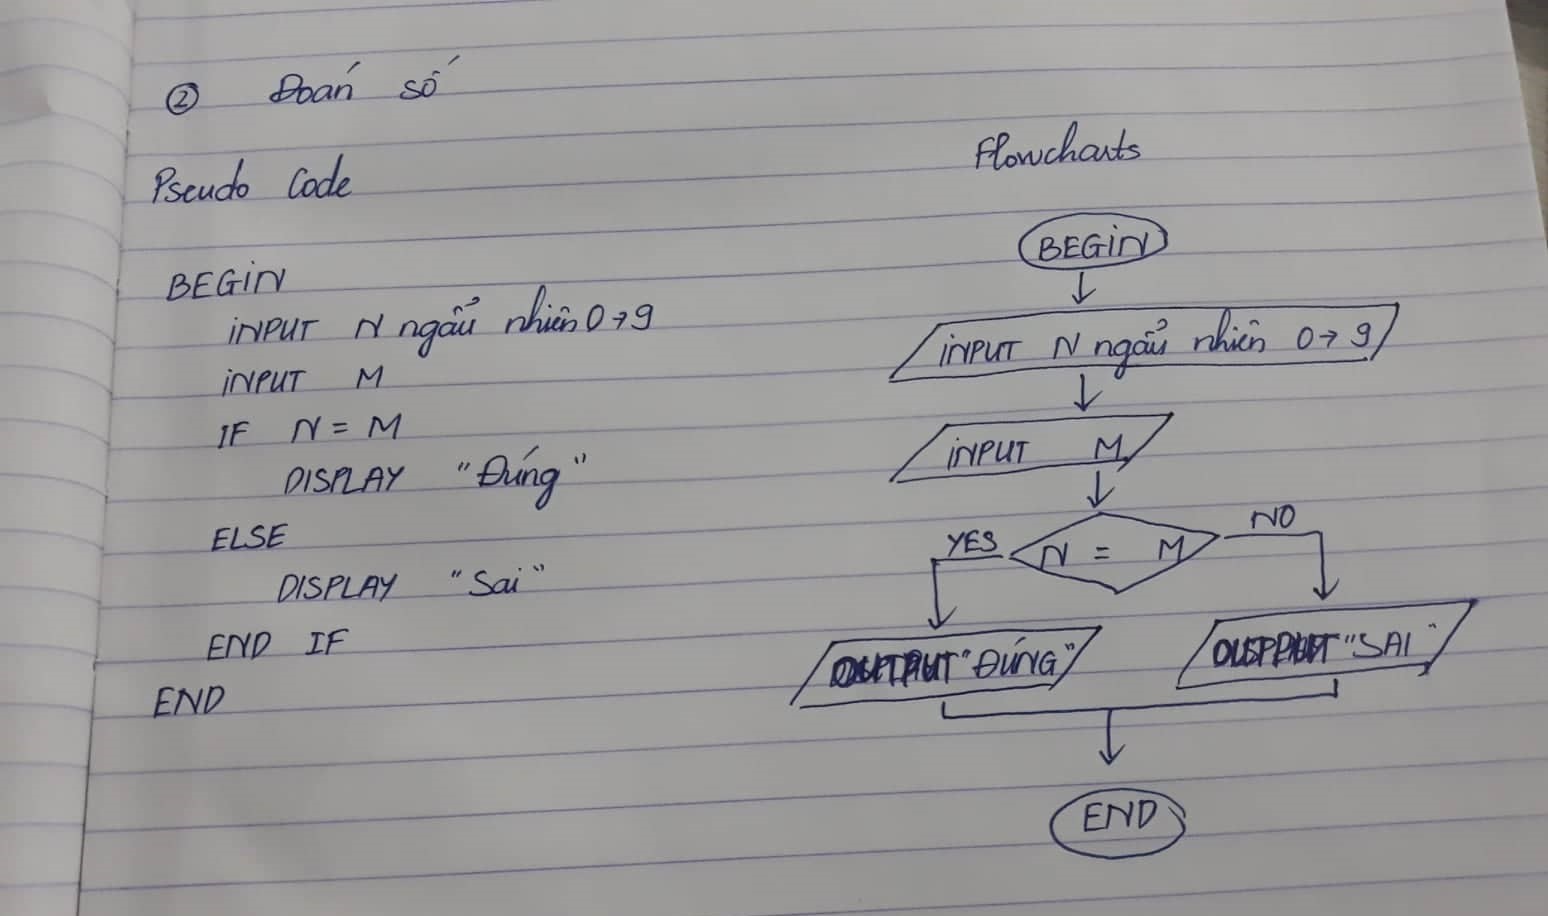 ② Đoán số
Pseudo Code
BEGIN
INPUT N ngẫu nhiên 0→9
INPUT M
IF N = M
DISPLAY "Đúng"
ELSE
DISPLAY "Sai"
END IF
END
Flowcharts
BEGIN
INPUT N ngẫu nhiên 0→9
INPUT M
YES
N = M
NO
OUTPUT "ĐÚNG"
OUTPUT "SAI"
END